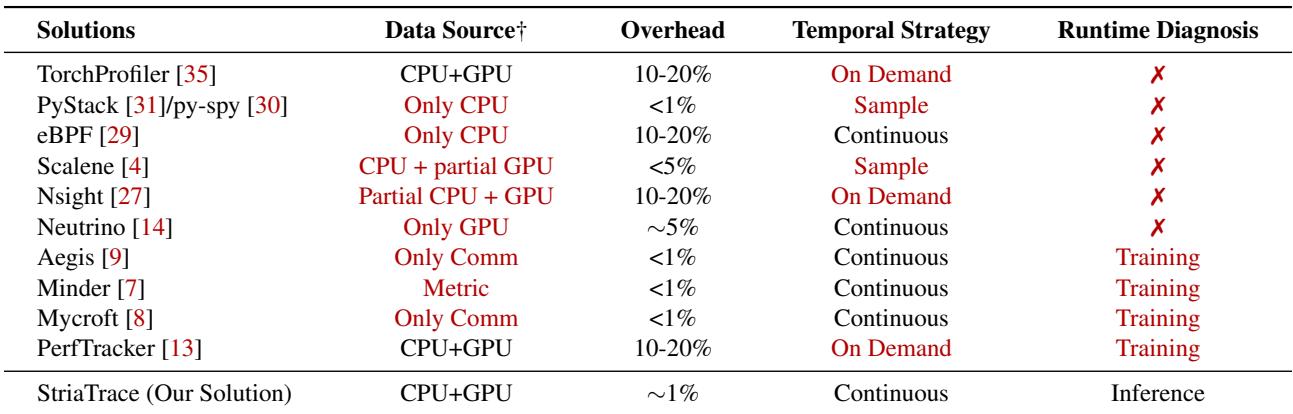 Solutions Data Source† Overhead Temporal Strategy Runtime Diagnosis
TorchProfiler [35] CPU+GPU 10-20% On Demand ✗
PyStack [31]/py-spy [30] Only CPU <1% Sample ✗
eBPF [29] Only CPU 10-20% Continuous ✗
Scalene [4] CPU + partial GPU <5% Sample ✗
Nsight [27] Partial CPU + GPU 10-20% On Demand ✗
Neutrino [14] Only GPU ~5% Continuous ✗
Aegis [9] Only Comm <1% Continuous Training
Minder [7] Metric <1% Continuous Training
Mycroft [8] Only Comm <1% Continuous Training
PerfTracker [13] CPU+GPU 10-20% On Demand Training
StriaTrace (Our Solution) CPU+GPU ~1% Continuous Inference